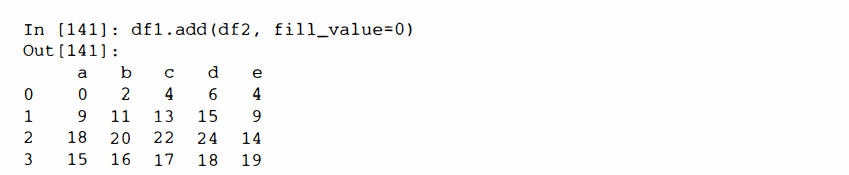 In [141]: df1.add(df2, fill_value=0)
Out[141]:
    a   b   c   d   e
0   0   2   4   6   4
1   9  11  13  15   9
2  18  20  22  24  14
3  15  16  17  18  19